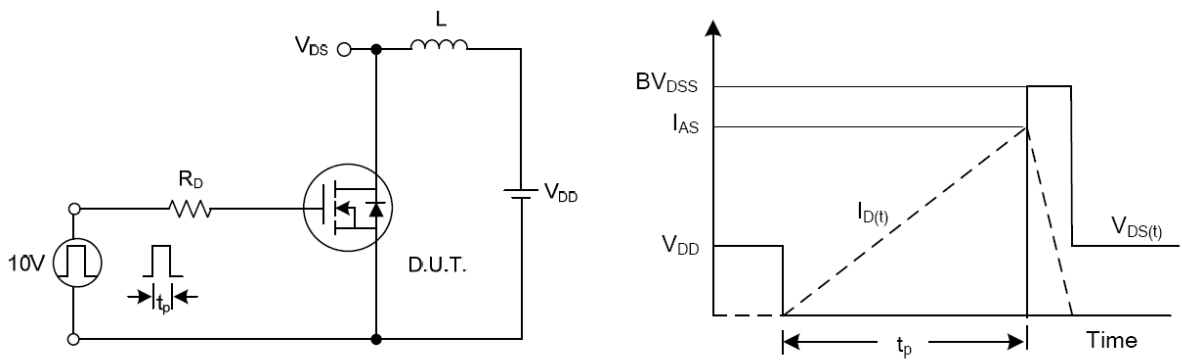 L
VDS
RD
VDD
10V
tp
D.U.T.
BVDSS
IAS
ID(t)
VDD
VDS(t)
tp
Time